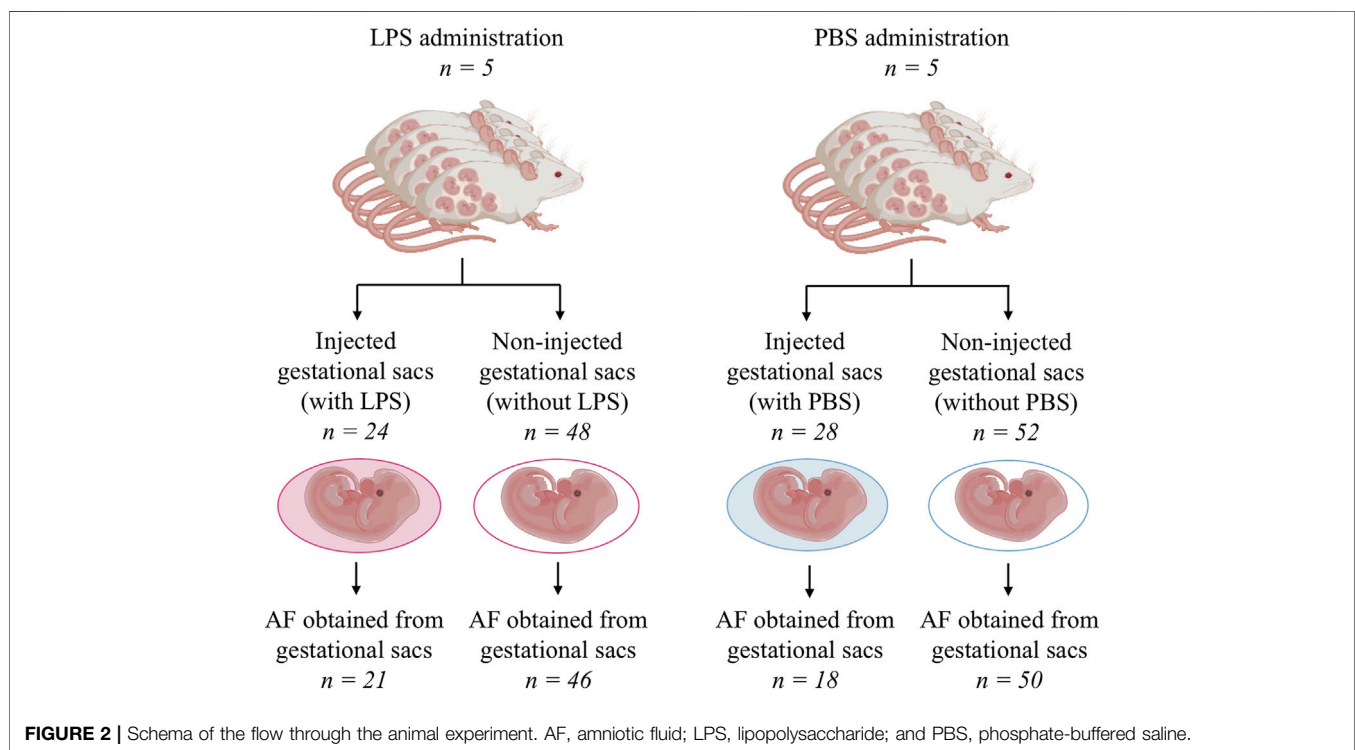 LPS administration
n = 5
PBS administration
n = 5
Injected
gestational sacs
(with LPS)
n = 24
Non-injected
gestational sacs
(without LPS)
n = 48
Injected
gestational sacs
(with PBS)
n = 28
Non-injected
gestational sacs
(without PBS)
n = 52
AF obtained from
gestational sacs
n = 21
AF obtained from
gestational sacs
n = 46
AF obtained from
gestational sacs
n = 18
AF obtained from
gestational sacs
n = 50
FIGURE 2 | Schema of the flow through the animal experiment. AF, amniotic fluid; LPS, lipopolysaccharide; and PBS, phosphate-buffered saline.